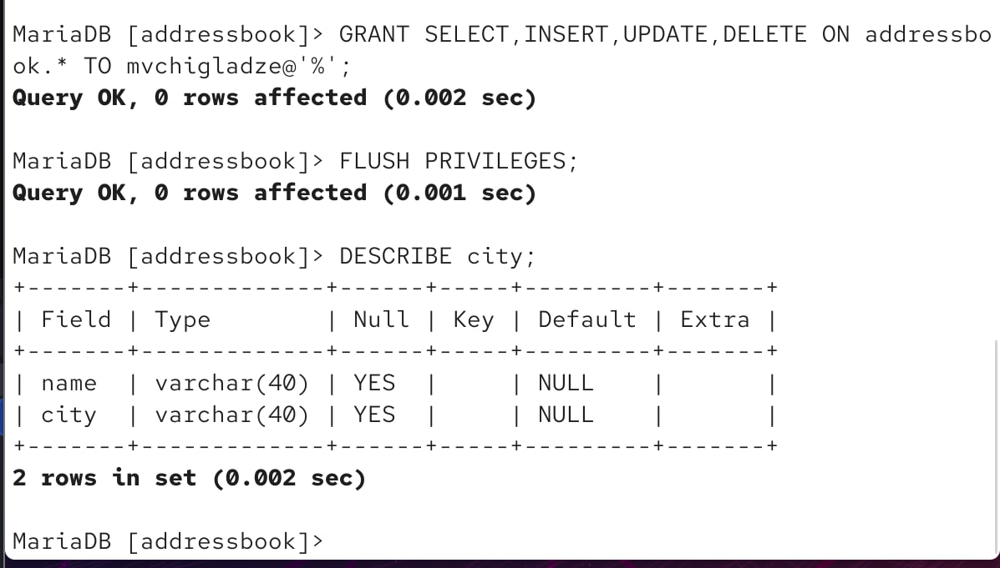 MariaDB [addressbook]> GRANT SELECT,INSERT,UPDATE,DELETE ON addressbo
ok.* TO mvchigladze@'%';
Query OK, 0 rows affected (0.002 sec)

MariaDB [addressbook]> FLUSH PRIVILEGES;
Query OK, 0 rows affected (0.001 sec)

MariaDB [addressbook]> DESCRIBE city;
+-------+-------------+------+-----+---------+-------+
| Field | Type        | Null | Key | Default | Extra |
+-------+-------------+------+-----+---------+-------+
| name  | varchar(40) | YES  |     | NULL    |       |
| city  | varchar(40) | YES  |     | NULL    |       |
+-------+-------------+------+-----+---------+-------+
2 rows in set (0.002 sec)

MariaDB [addressbook]>